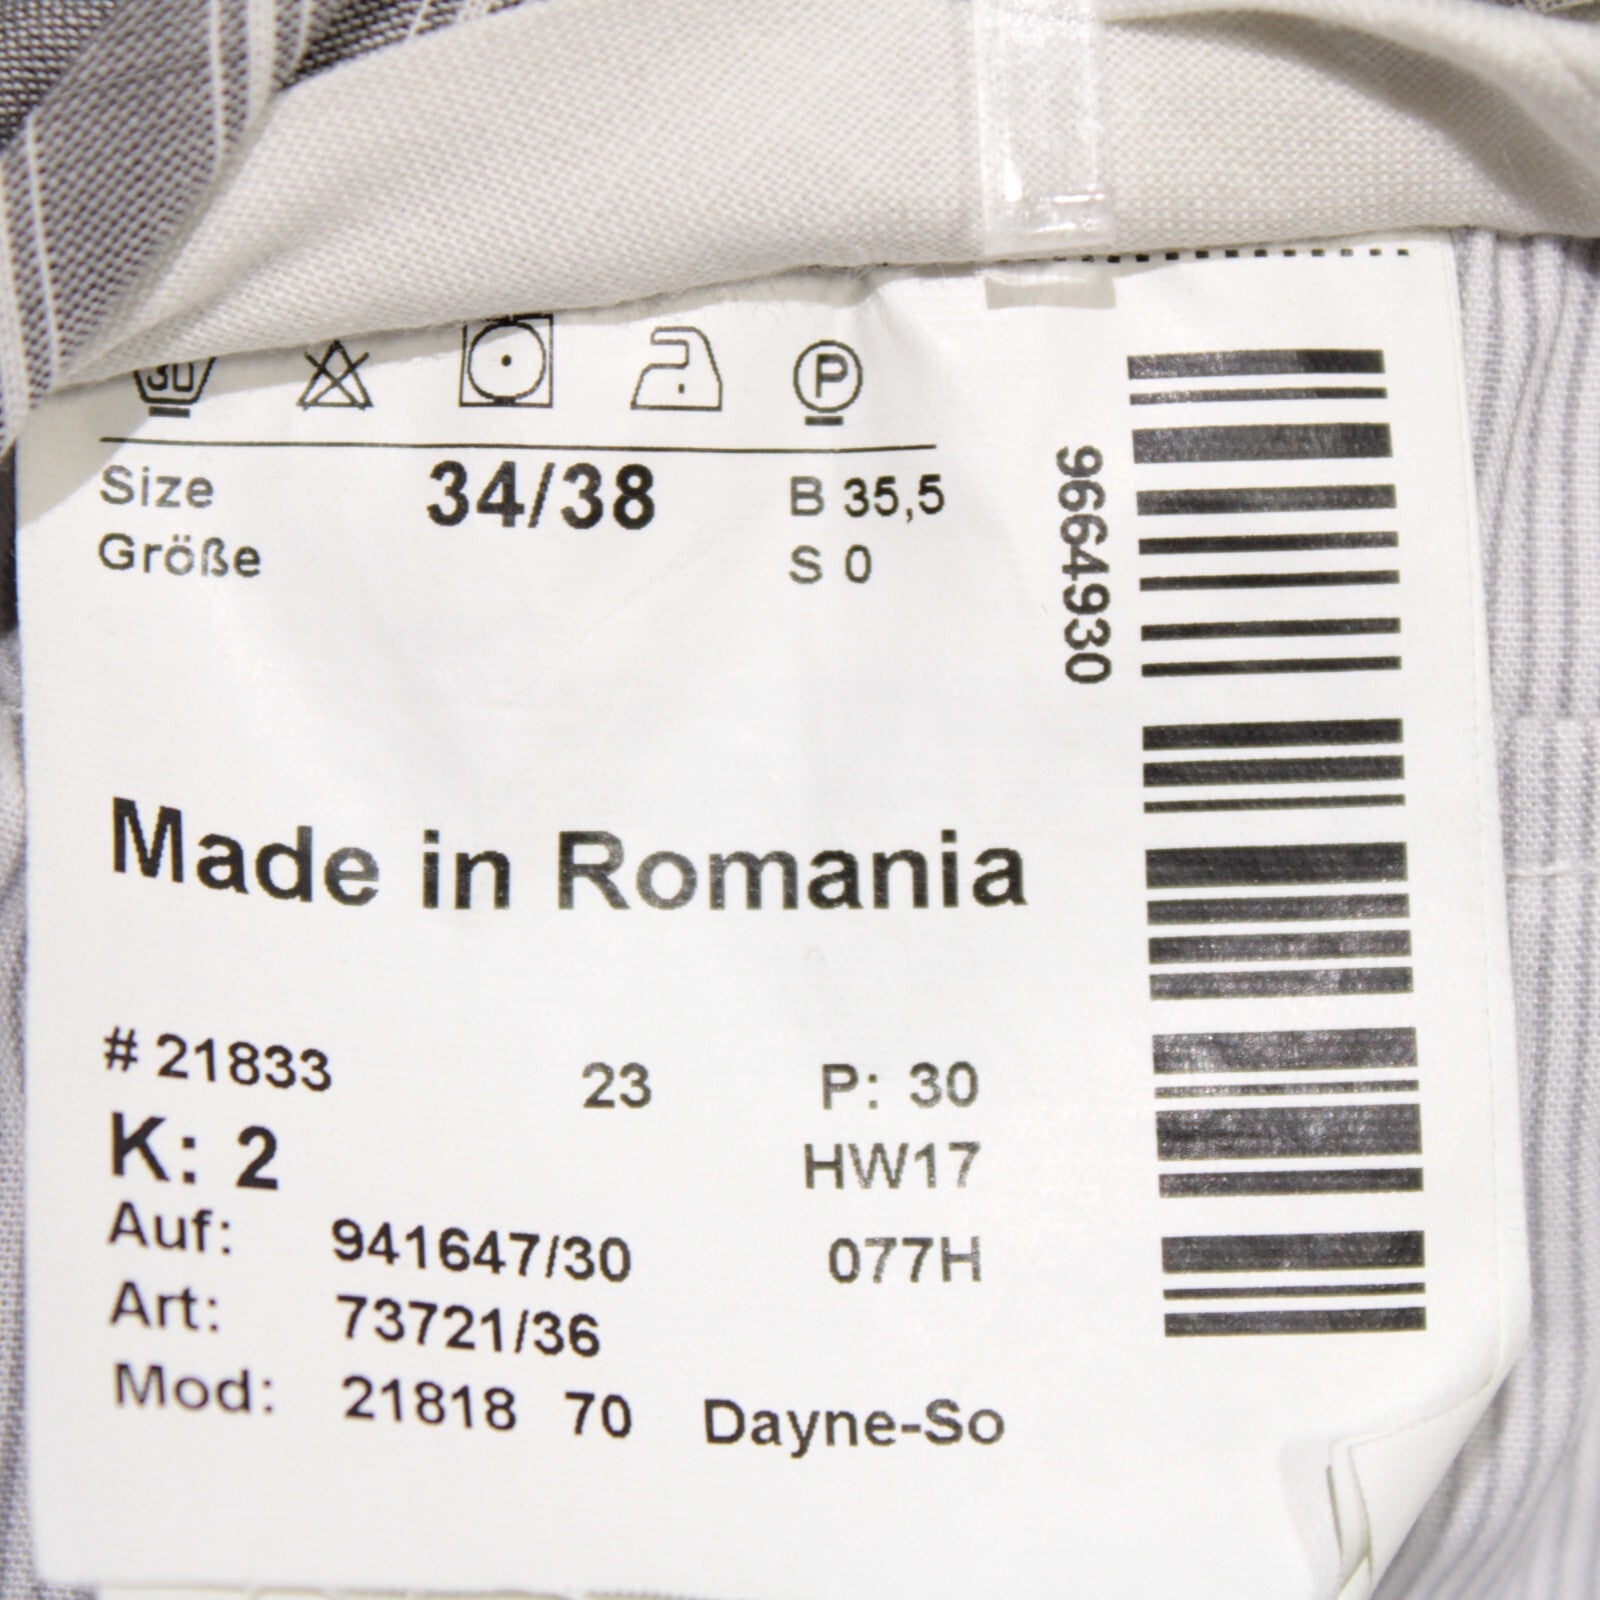 30
P
Size 34/38 B 35,5
Größe S 0
9664930
Made in Romania
# 21833 23 P: 30
K: 2 HW17
Auf: 941647/30 077H
Art: 73721/36
Mod: 21818 70 Dayne-So